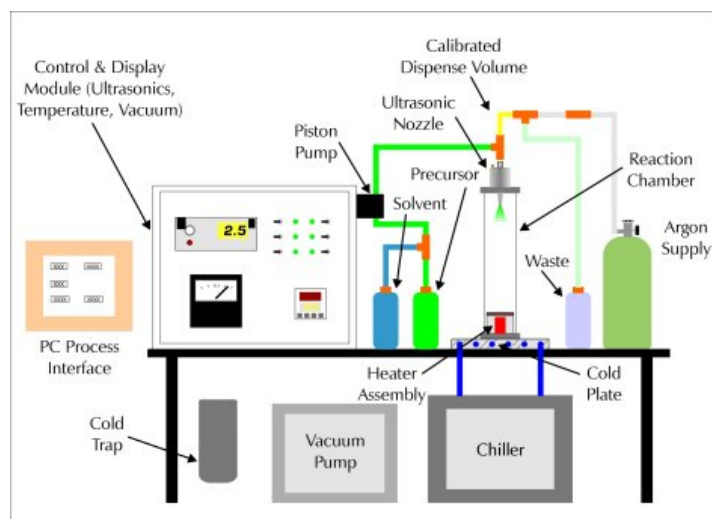 Control & Display
Module (Ultrasonics,
Temperature, Vacuum)
Calibrated
Dispense Volume
Ultrasonic
Nozzle
Piston
Pump
Precursor
Solvent
Reaction
Chamber
Argon
Supply
Waste
2.5
PC Process
Interface
Heater
Assembly
Cold
Plate
Cold
Trap
Vacuum
Pump
Chiller